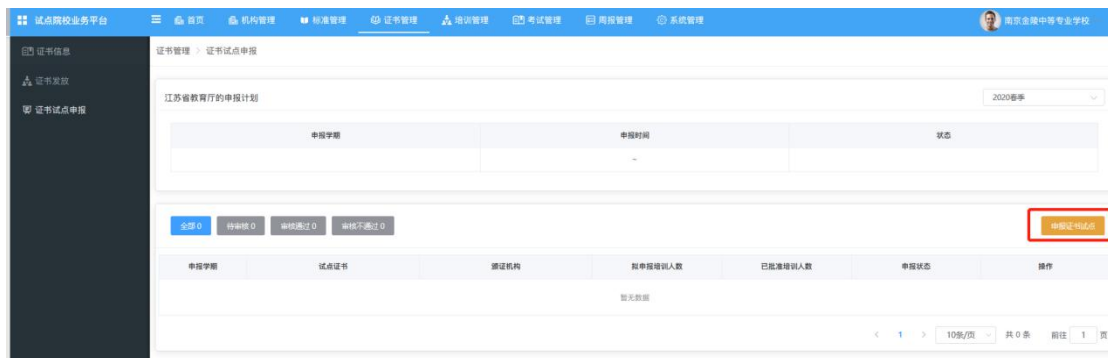 试点院校业务平台 首页 机构管理 标准管理 证书管理 培训管理 考试管理 周报管理 系统管理 南京金陵中等专业学校
证书信息 证书管理 > 证书试点申报
证书发放
证书试点申报
江苏省教育厅的申报计划 2020春季
申报学期 申报时间 状态
~
全部 0 待审核 0 审核通过 0 审核不通过 0 申报证书试点
申报学期 试点证书 颁证机构 拟申报培训人数 已批准培训人数 申报状态 操作
暂无数据
< 1 > 10条/页 共 0 条 前往 1 页